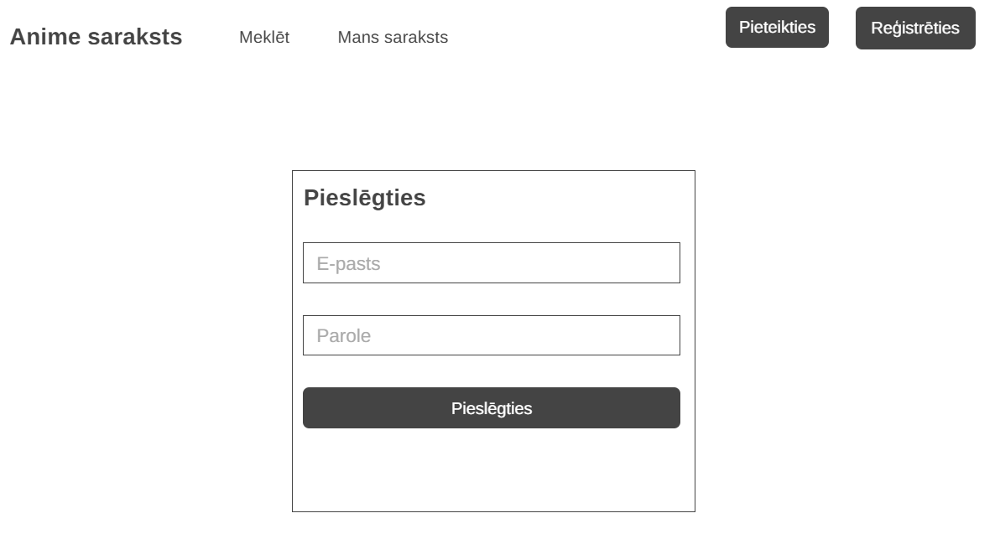 Anime saraksts
Meklēt
Mans saraksts
Pieteikties
Reģistrēties
Pieslēgties
E-pasts
Parole
Pieslēgties